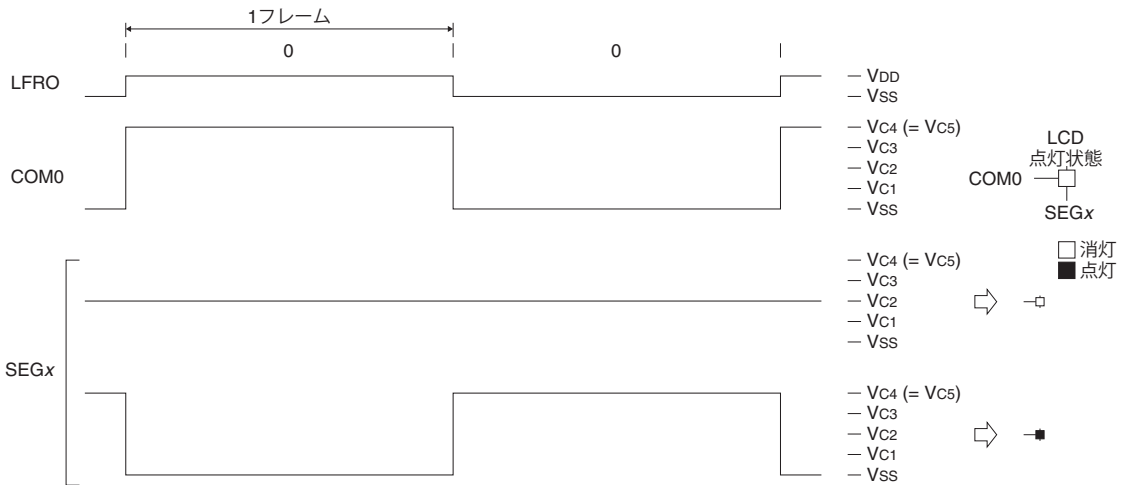 1フレーム
0 0
LFRO
VDD
VSS
COM0
VC4 (= VC5)
VC3
VC2
VC1
VSS
LCD
点灯状態
COM0
SEGx
消灯
点灯
SEGx
VC4 (= VC5)
VC3
VC2
VC1
VSS
VC4 (= VC5)
VC3
VC2
VC1
VSS